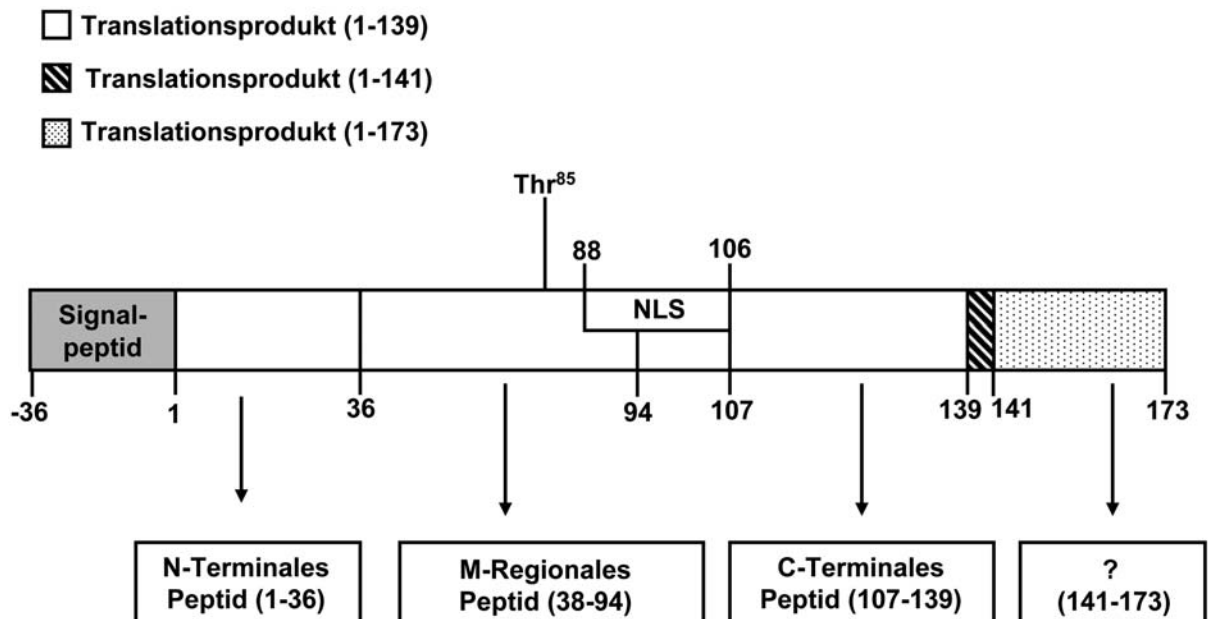 Translationsprodukt (1-139)
Translationsprodukt (1-141)
Translationsprodukt (1-173)
Thr⁸⁵
88
106
Signal-
peptid
NLS
-36
1
36
94
107
139
141
173
N-Terminales
Peptid (1-36)
M-Regionales
Peptid (38-94)
C-Terminales
Peptid (107-139)
?
(141-173)